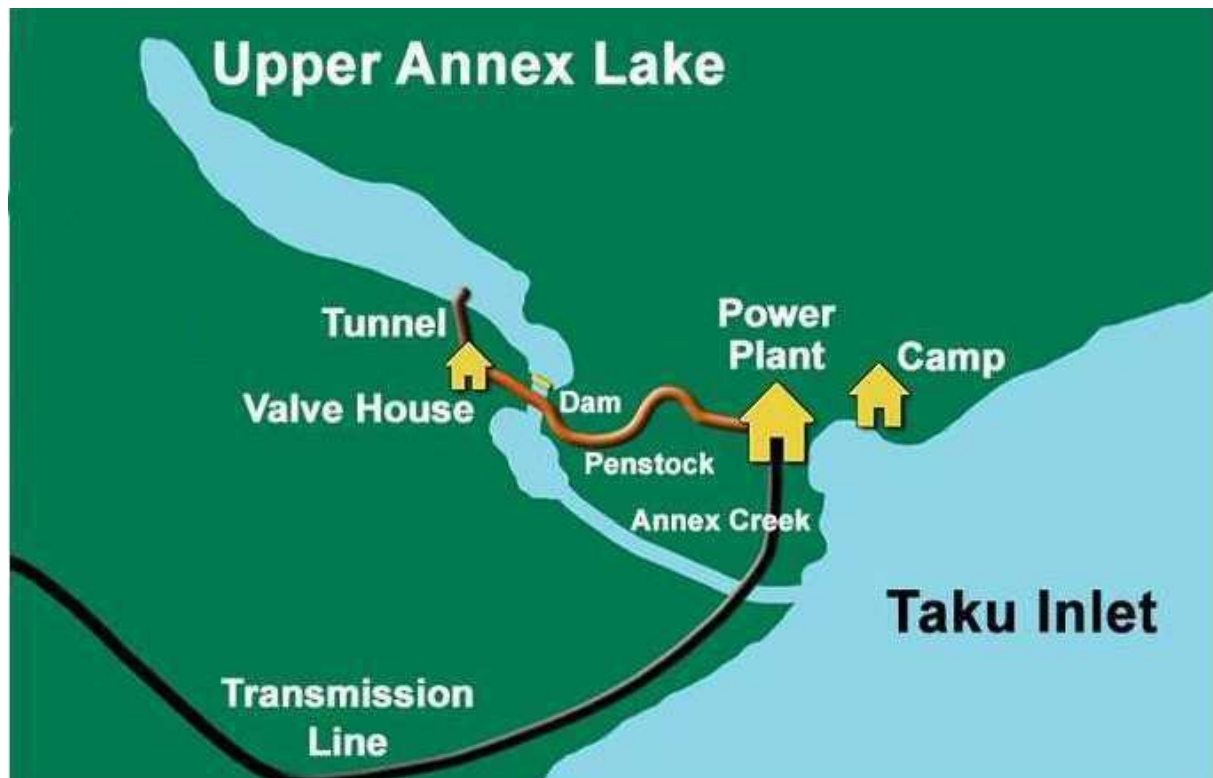 Upper Annex Lake
Tunnel
Power
Plant
Camp
Valve House
Dam
Penstock
Annex Creek
Taku Inlet
Transmission
Line